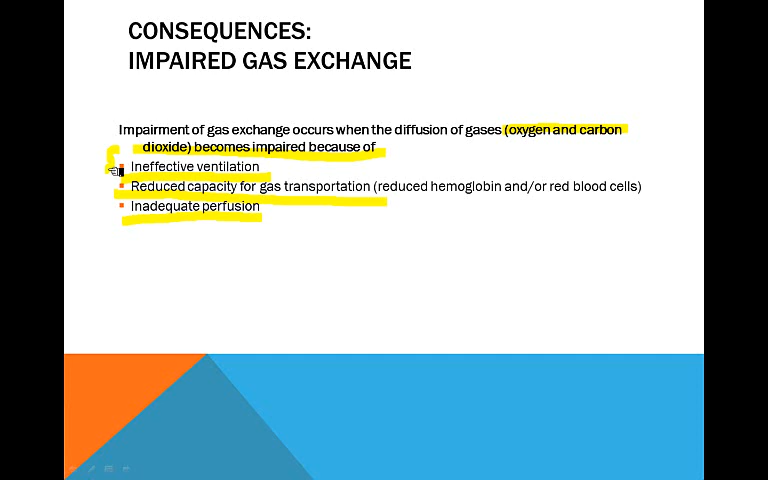 CONSEQUENCES:
IMPAIRED GAS EXCHANGE
Impairment of gas exchange occurs when the diffusion of gases (oxygen and carbon
dioxide) becomes impaired because of
Ineffective ventilation
Reduced capacity for gas transportation (reduced hemoglobin and/or red blood cells)
Inadequate perfusion